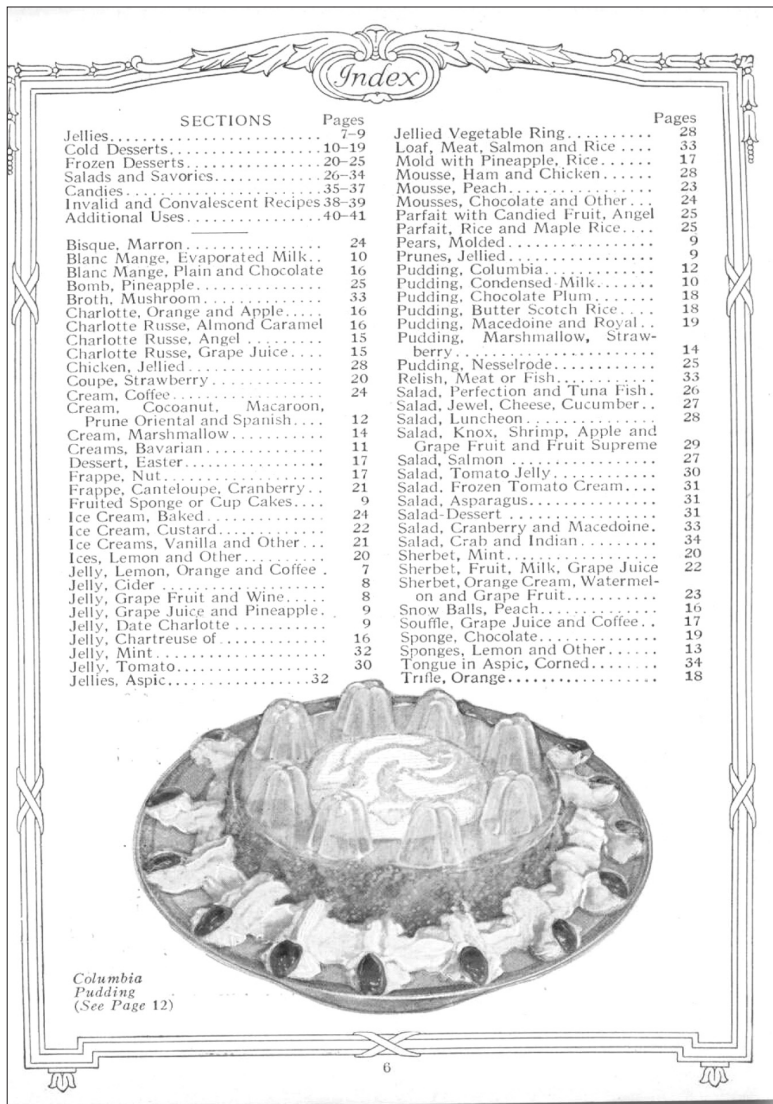 Index
SECTIONS Pages
Jellies........................... 7–9
Cold Desserts..................10–19
Frozen Desserts................20–25
Salads and Savories............26–34
Candies........................35–37
Invalid and Convalescent Recipes 38–39
Additional Uses................40–41
Bisque, Marron................ 24
Blanc Mange, Evaporated Milk.. 10
Blanc Mange, Plain and Chocolate 16
Bomb, Pineapple............... 25
Broth, Mushroom............... 33
Charlotte, Orange and Apple.... 16
Charlotte Russe, Almond Caramel 16
Charlotte Russe, Angel ........ 15
Charlotte Russe, Grape Juice.... 15
Chicken, Jellied............... 28
Coupe, Strawberry.............. 20
Cream, Coffee................. 24
Cream, Cocoanut, Macaroon,
Prune Oriental and Spanish.... 12
Cream, Marshmallow........... 14
Creams, Bavarian.............. 11
Dessert, Easter................ 17
Frappe, Nut................... 17
Frappe, Canteloupe, Cranberry.. 21
Fruited Sponge or Cup Cakes.... 9
Ice Cream, Baked.............. 24
Ice Cream, Custard............ 22
Ice Creams, Vanilla and Other... 21
Ices, Lemon and Other.......... 20
Jelly, Lemon, Orange and Coffee . 7
Jelly, Cider ................... 8
Jelly, Grape Fruit and Wine..... 8
Jelly, Grape Juice and Pineapple. 9
Jelly, Date Charlotte ........... 9
Jelly, Chartreuse of............. 16
Jelly, Mint.................... 32
Jelly, Tomato.................. 30
Jellies, Aspic.................32
Pages
Jellied Vegetable Ring.......... 28
Loaf, Meat, Salmon and Rice .... 33
Mold with Pineapple, Rice...... 17
Mousse, Ham and Chicken...... 28
Mousse, Peach................. 23
Mousses, Chocolate and Other... 24
Parfait with Candied Fruit, Angel 25
Parfait, Rice and Maple Rice.... 25
Pears, Molded................. 9
Prunes, Jellied................. 9
Pudding, Columbia............. 12
Pudding, Condensed Milk....... 10
Pudding, Chocolate Plum....... 18
Pudding, Butter Scotch Rice.... 18
Pudding, Macedoine and Royal.. 19
Pudding, Marshmallow, Straw-
berry........................ 14
Pudding, Nesselrode............ 25
Relish, Meat or Fish............ 33
Salad, Perfection and Tuna Fish. 26
Salad, Jewel, Cheese, Cucumber.. 27
Salad, Luncheon ............... 28
Salad, Knox, Shrimp, Apple and
Grape Fruit and Fruit Supreme 29
Salad, Salmon ................. 27
Salad, Tomato Jelly............ 30
Salad, Frozen Tomato Cream.... 31
Salad, Asparagus............... 31
Salad-Dessert ................. 31
Salad, Cranberry and Macedoine. 33
Salad, Crab and Indian ......... 34
Sherbet, Mint.................. 20
Sherbet, Fruit, Milk, Grape Juice 22
Sherbet, Orange Cream, Watermel-
on and Grape Fruit.......... 23
Snow Balls, Peach.............. 16
Souffle, Grape Juice and Coffee.. 17
Sponge, Chocolate.............. 19
Sponges, Lemon and Other...... 13
Tongue in Aspic, Corned........ 34
Trifle, Orange.................. 18
Columbia
Pudding
(See Page 12)
6